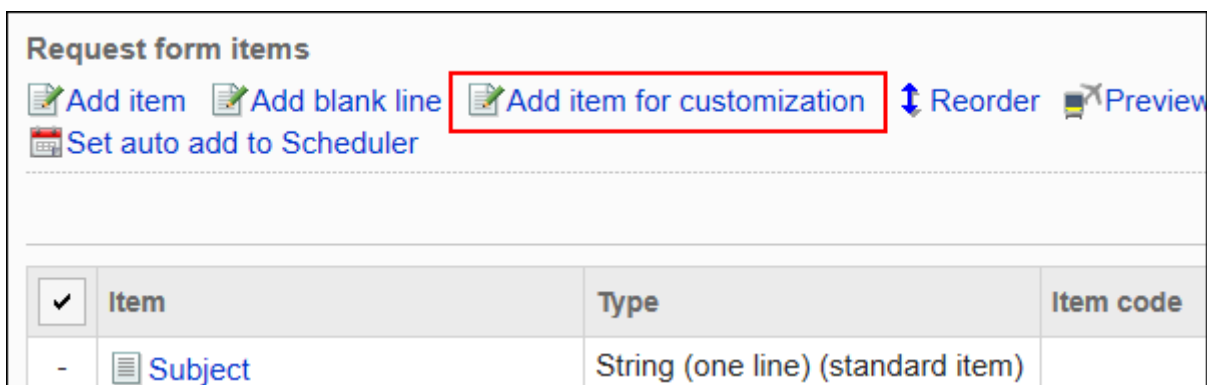 Request form items
Add item Add blank line Add item for customization Reorder Preview
Set auto add to Scheduler
Item Type Item code
- Subject String (one line) (standard item)